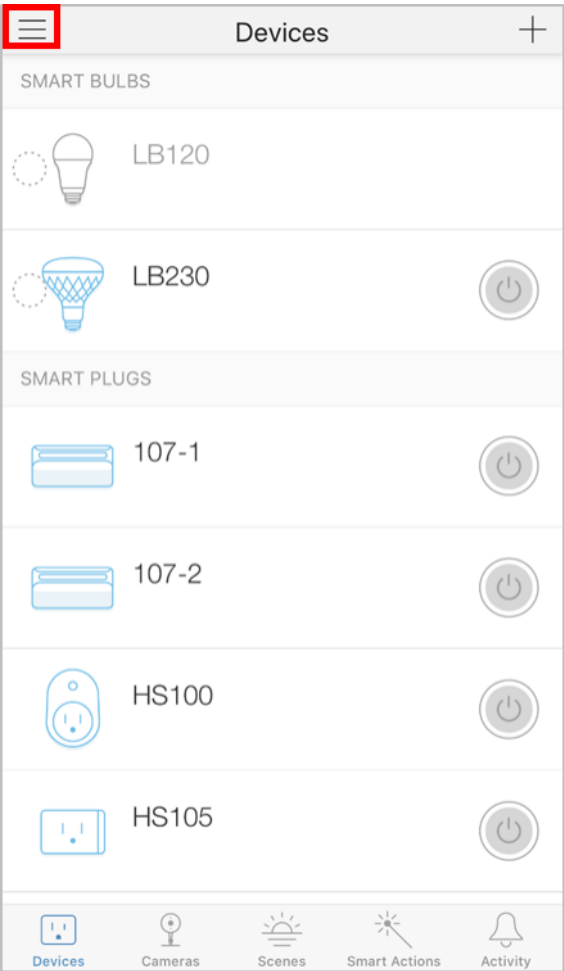 Devices
SMART BULBS
LB120
LB230
SMART PLUGS
107-1
107-2
HS100
HS105
Devices Cameras Scenes Smart Actions Activity